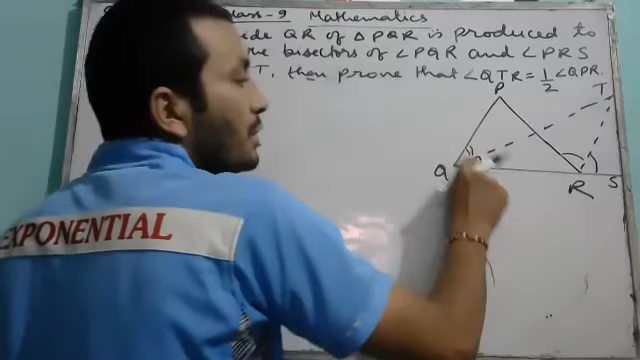 Class-9 Mathematics
Side QR of △PQR is produced to
the bisectors of ∠PQR and ∠PRS
T, then prove that ∠QTR = 1/2 ∠QPR.
P
T
Q
R
S
EXPONENTIAL